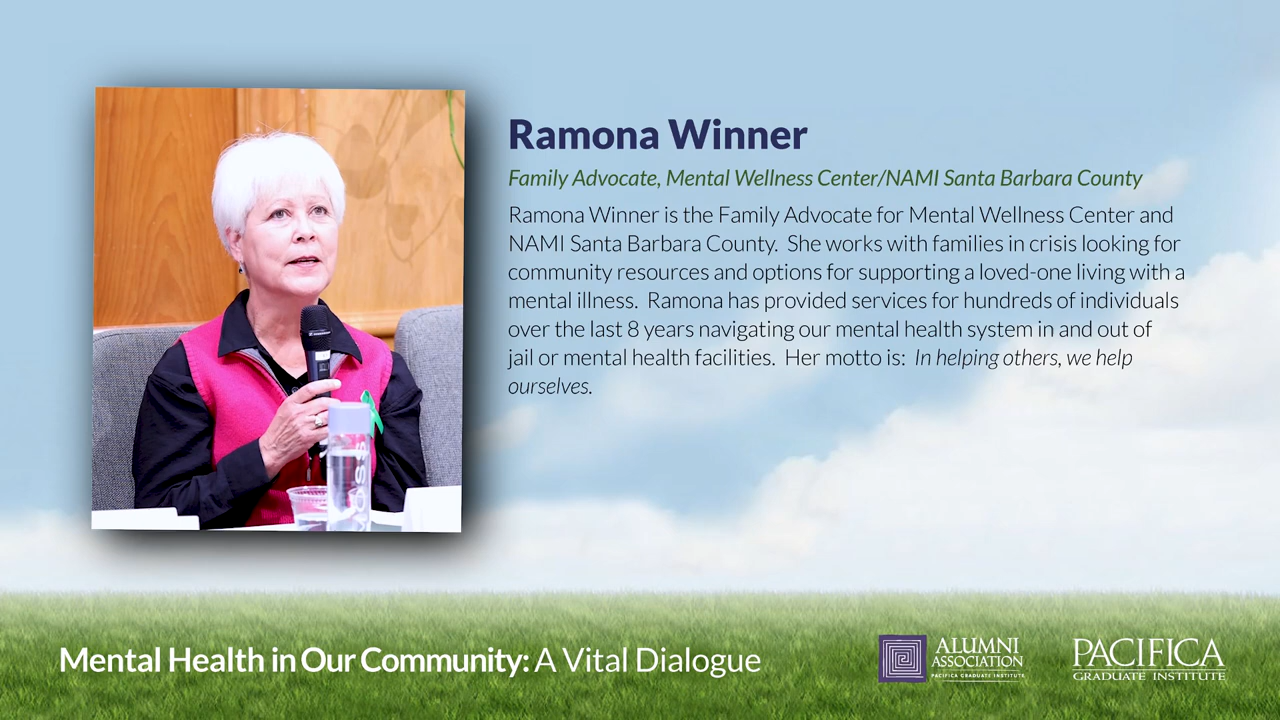 Ramona Winner
Family Advocate, Mental Wellness Center/NAMI Santa Barbara County
Ramona Winner is the Family Advocate for Mental Wellness Center and
NAMI Santa Barbara County.  She works with families in crisis looking for
community resources and options for supporting a loved-one living with a
mental illness.  Ramona has provided services for hundreds of individuals
over the last 8 years navigating our mental health system in and out of
jail or mental health facilities.  Her motto is:  In helping others, we help
ourselves.
Mental Health in Our Community: A Vital Dialogue
ALUMNI
ASSOCIATION
PACIFICA GRADUATE INSTITUTE
PACIFICA
GRADUATE INSTITUTE